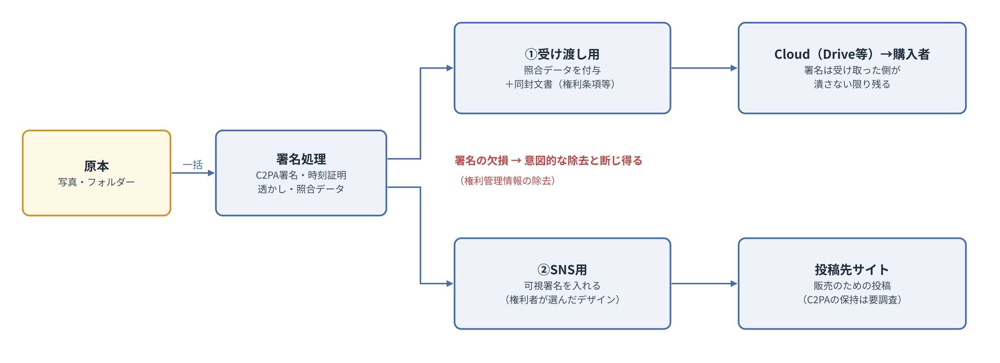 原本
写真・フォルダー
一括
署名処理
C2PA署名・時刻証明
透かし・照合データ
①受け渡し用
照合データを付与
＋同封文書（権利条項等）
Cloud（Drive等）→購入者
署名は受け取った側が
潰さない限り残る
署名の欠損 → 意図的な除去と断じ得る
（権利管理情報の除去）
②SNS用
可視署名を入れる
（権利者が選んだデザイン）
投稿先サイト
販売のための投稿
（C2PAの保持は要調査）